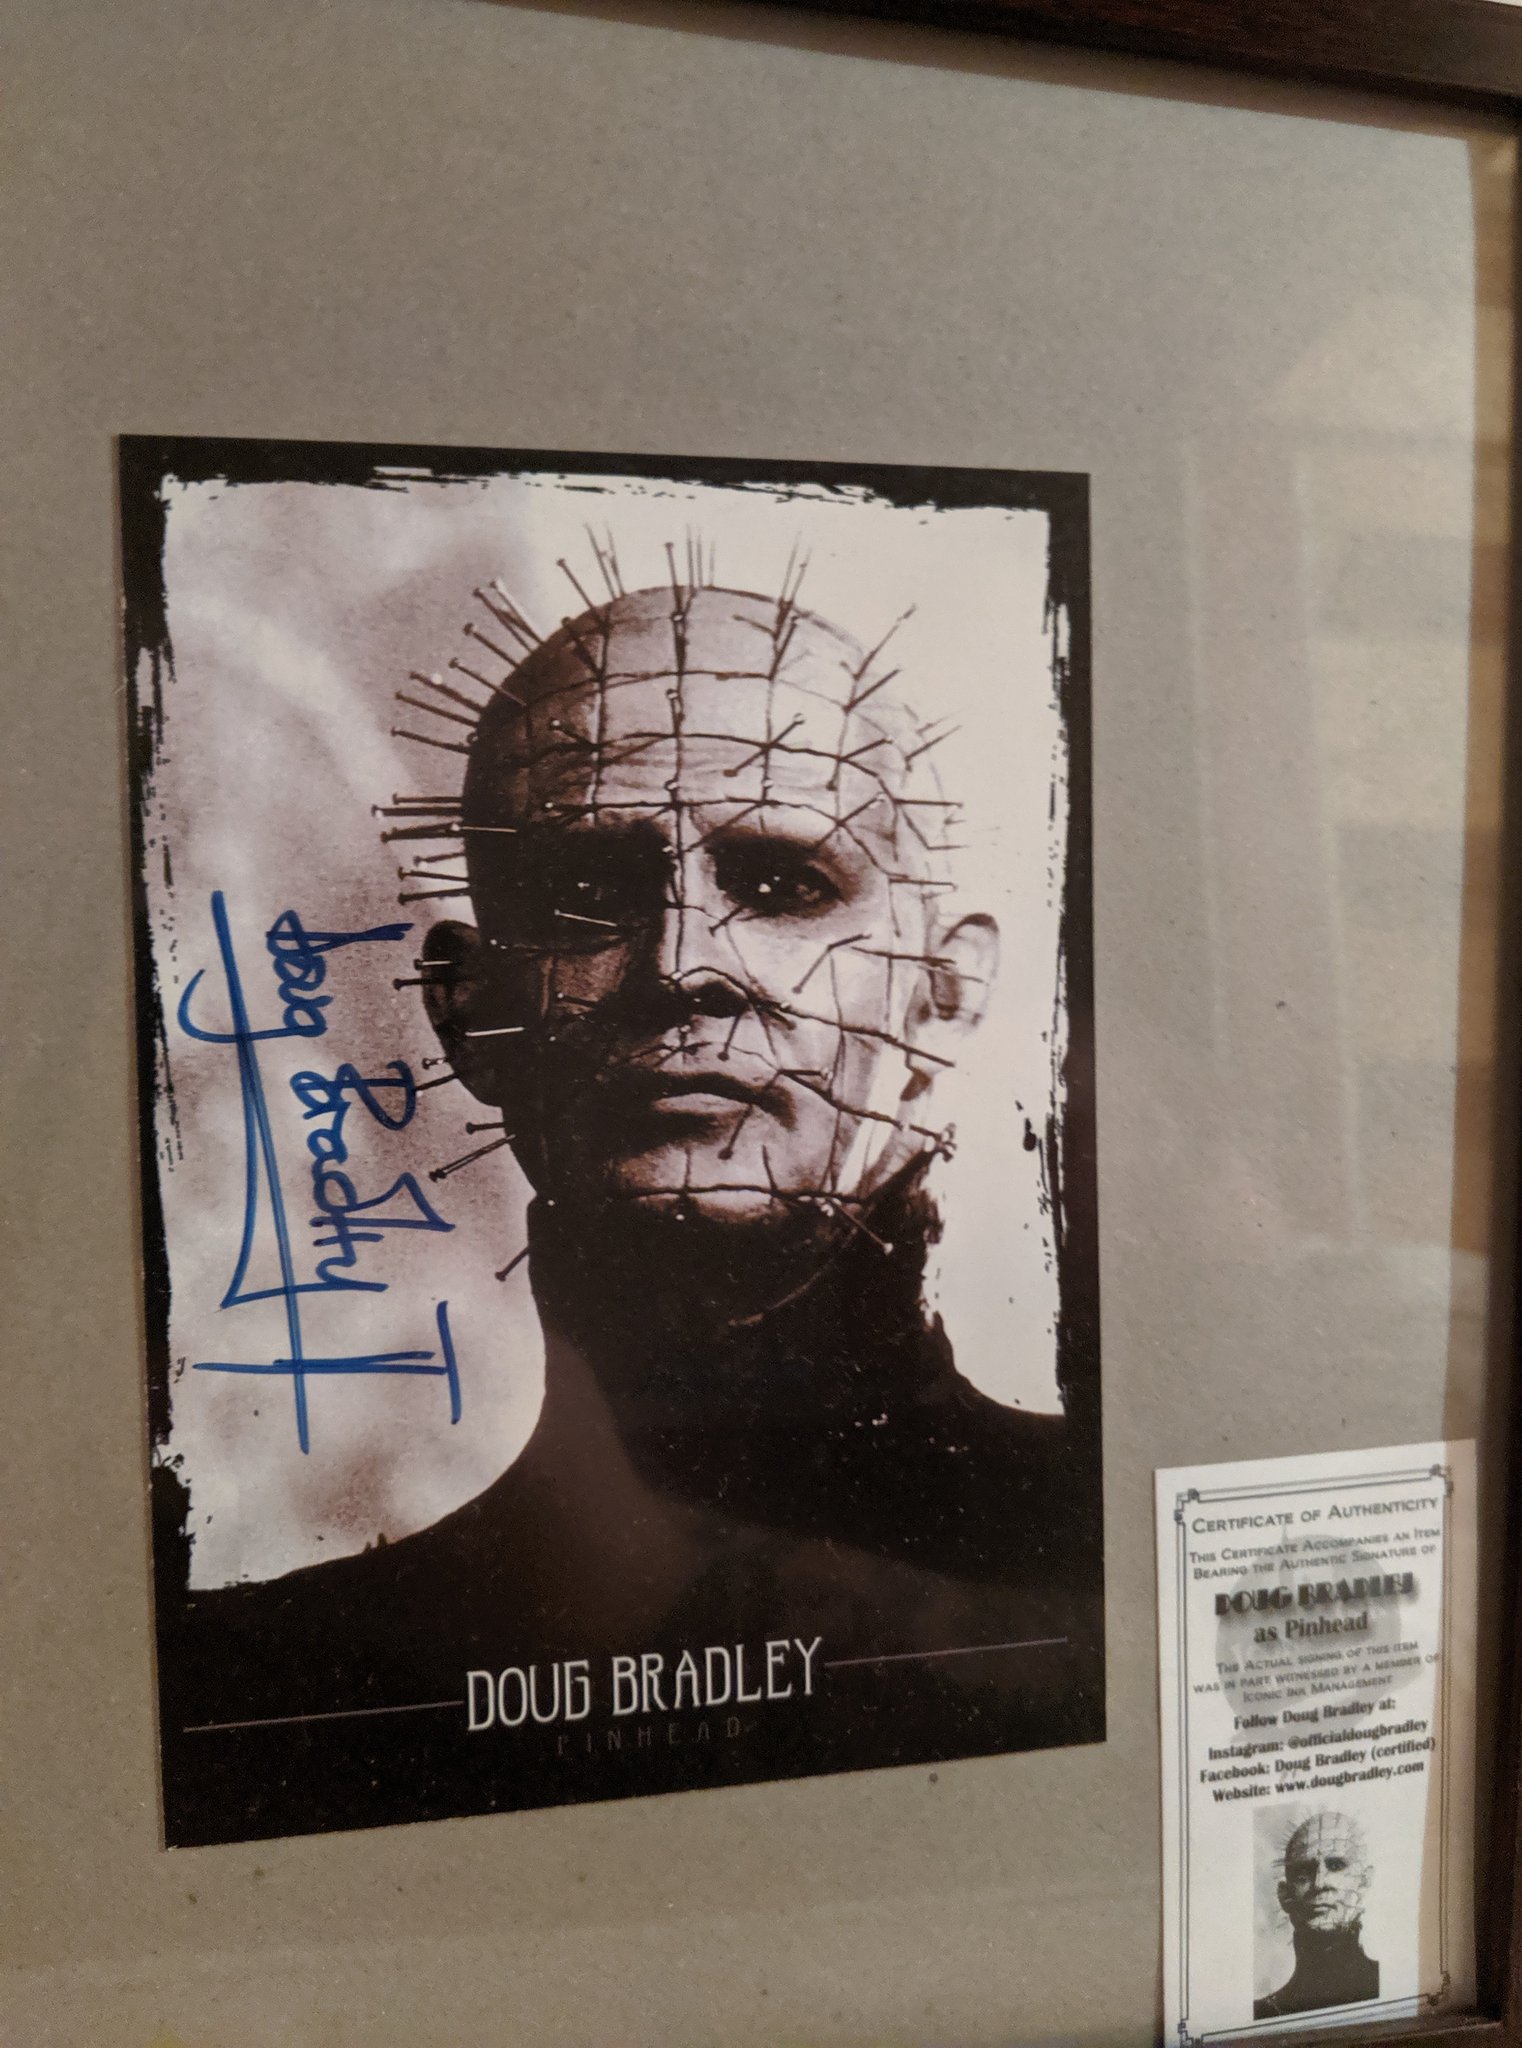 Doug Bradley
DOUG BRADLEY
PINHEAD
CERTIFICATE OF AUTHENTICITY
THIS CERTIFICATE ACCOMPANIES AN ITEM
BEARING THE AUTHENTIC SIGNATURE OF
DOUG BRADLEY
as Pinhead
THE ACTUAL SIGNING OF THIS ITEM
WAS IN PART WITNESSED BY A MEMBER OF
ICONIC INK MANAGEMENT
Follow Doug Bradley at:
Instagram: @officialdougbradley
Facebook: Doug Bradley (certified)
Website: www.dougbradley.com